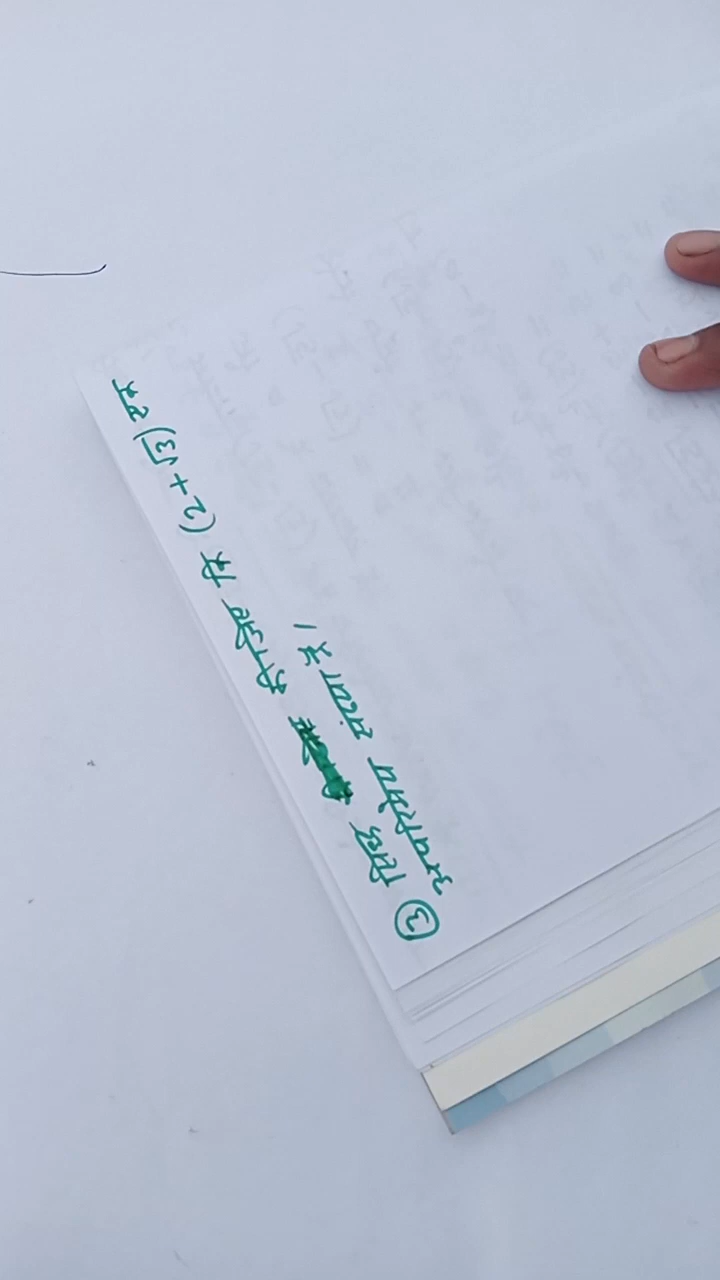 ③ सिद्ध कीजिए कि (2+√3) एक
अपरिमेय संख्या है।